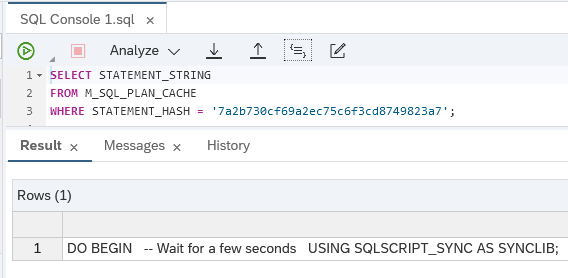 SQL Console 1.sql ×
Analyze
1 SELECT STATEMENT_STRING
2 FROM M_SQL_PLAN_CACHE
3 WHERE STATEMENT_HASH = '7a2b730cf69a2ec75c6f3cd8749823a7';
Result × Messages × History
Rows (1)
1 DO BEGIN -- Wait for a few seconds USING SQLSCRIPT_SYNC AS SYNCLIB;